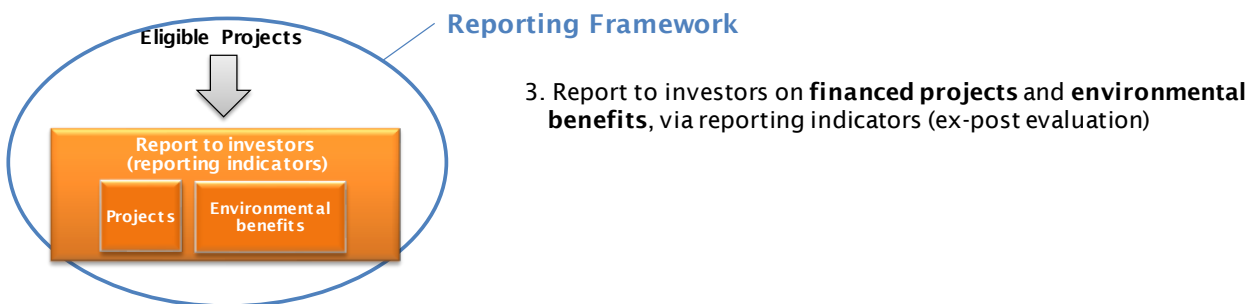 Reporting Framework
Eligible Projects
3. Report to investors on financed projects and environmental
benefits, via reporting indicators (ex-post evaluation)
Report to investors
(reporting indicators)
Projects
Environmental
benefits